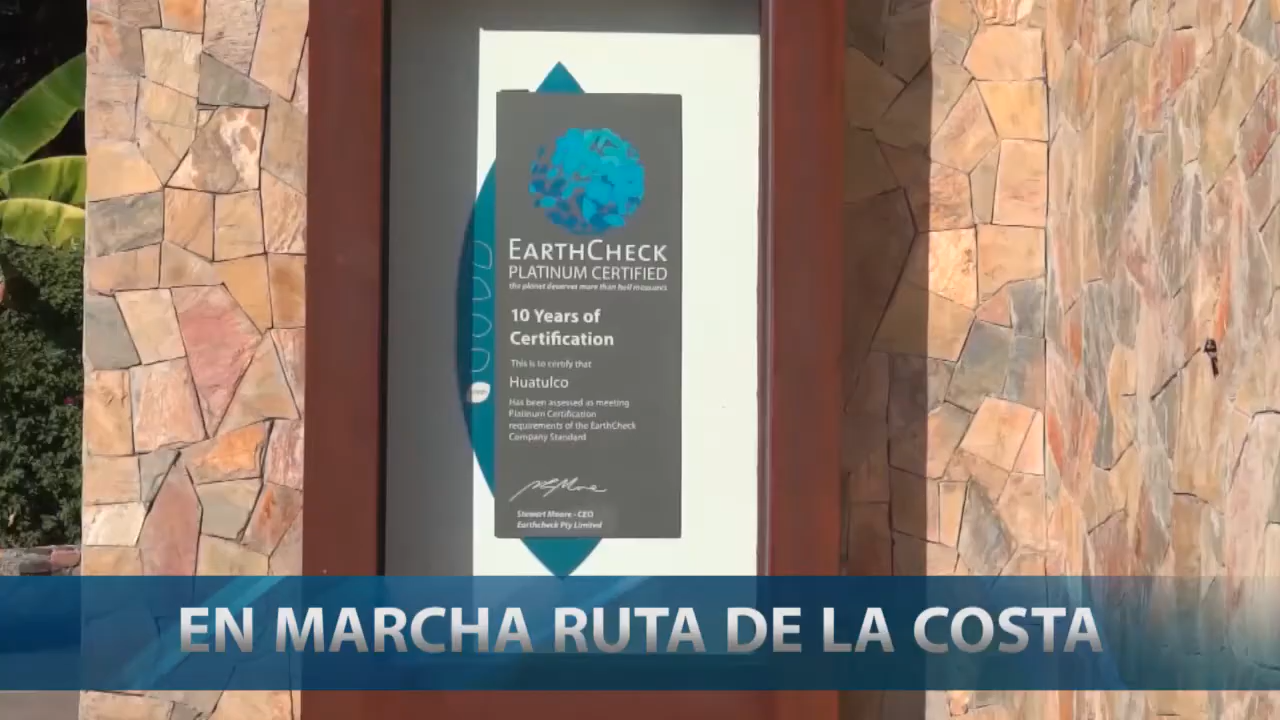 EARTHCHECK
PLATINUM CERTIFIED
the planet deserves more than half measures
10 Years of
Certification
This is to certify that
Huatulco
Has been assessed as meeting
Platinum Certification
requirements of the EarthCheck
Company Standard
Stewart Moore - CEO
Earthcheck Pty Limited
EN MARCHA RUTA DE LA COSTA